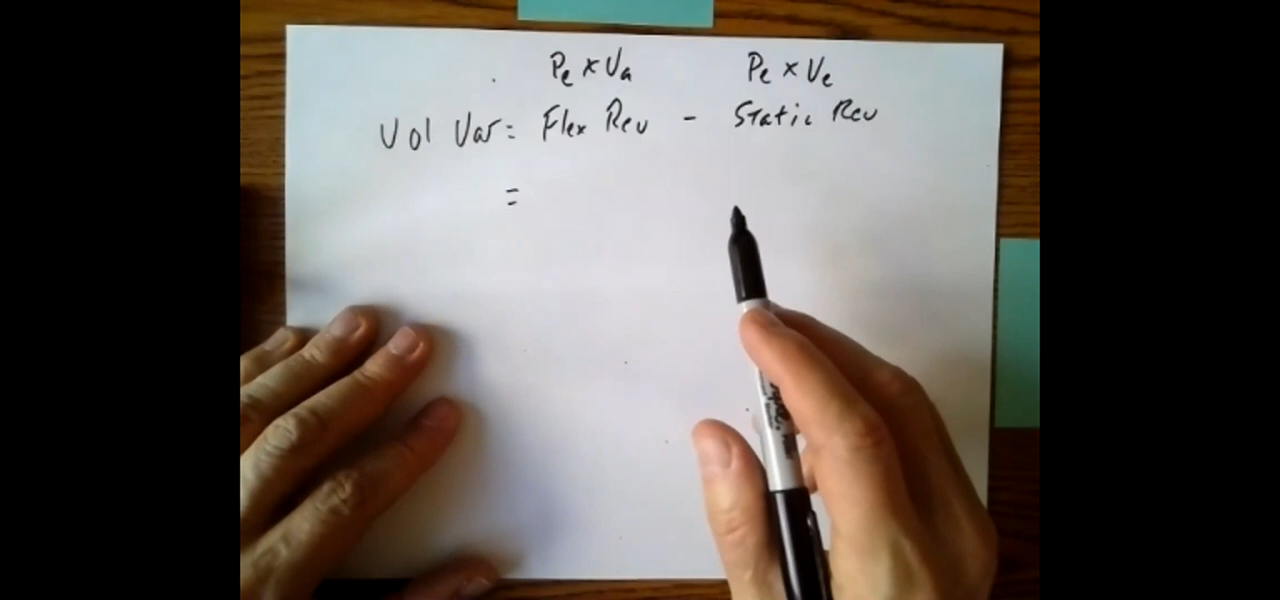 Pe x Va Pe x Ve
Vol Var = Flex Rev - Static Rev
=